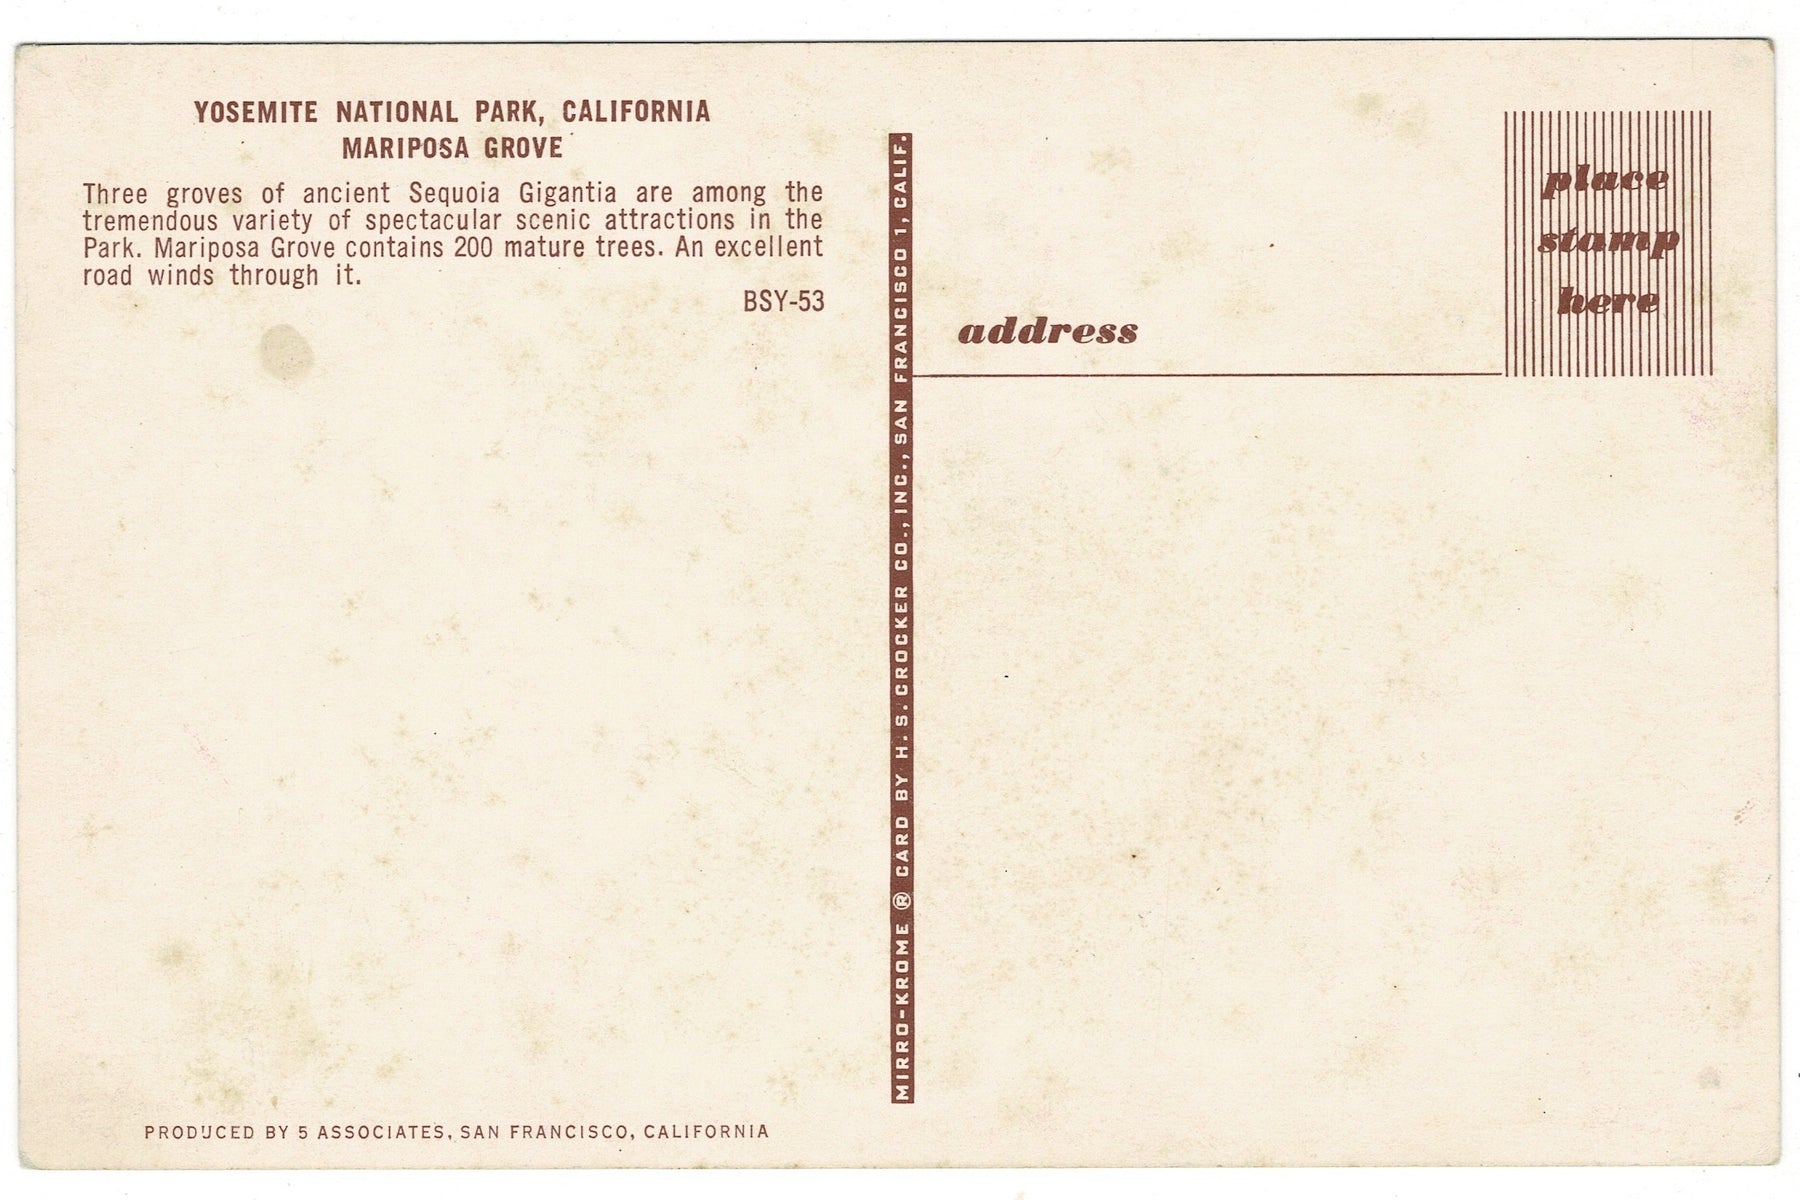 YOSEMITE NATIONAL PARK, CALIFORNIA
MARIPOSA GROVE
Three groves of ancient Sequoia Gigantia are among the
tremendous variety of spectacular scenic attractions in the
Park. Mariposa Grove contains 200 mature trees. An excellent
road winds through it.
BSY-53
PRODUCED BY 5 ASSOCIATES, SAN FRANCISCO, CALIFORNIA
MIRRO-KROME ® CARD BY H. S. CROCKER CO., INC., SAN FRANCISCO 1, CALIF.
place
stamp
here
address